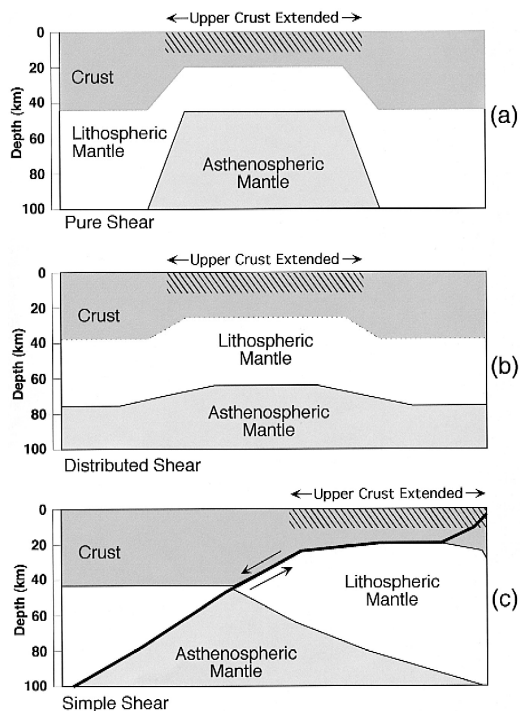 ←Upper Crust Extended→
0
20
40
60
80
100
Depth (km)
Crust
Lithospheric
Mantle
Asthenospheric
Mantle
(a)
Pure Shear
←Upper Crust Extended→
0
20
40
60
80
100
Depth (km)
Crust
Lithospheric
Mantle
Asthenospheric
Mantle
(b)
Distributed Shear
←Upper Crust Extended→
0
20
40
60
80
100
Depth (km)
Crust
Lithospheric
Mantle
Asthenospheric
Mantle
(c)
Simple Shear